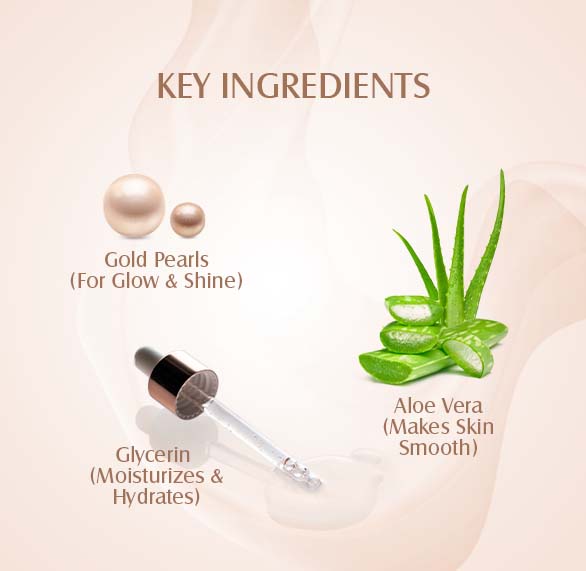 KEY INGREDIENTS
Gold Pearls
(For Glow & Shine)
Aloe Vera
(Makes Skin
Smooth)
Glycerin
(Moisturizes &
Hydrates)